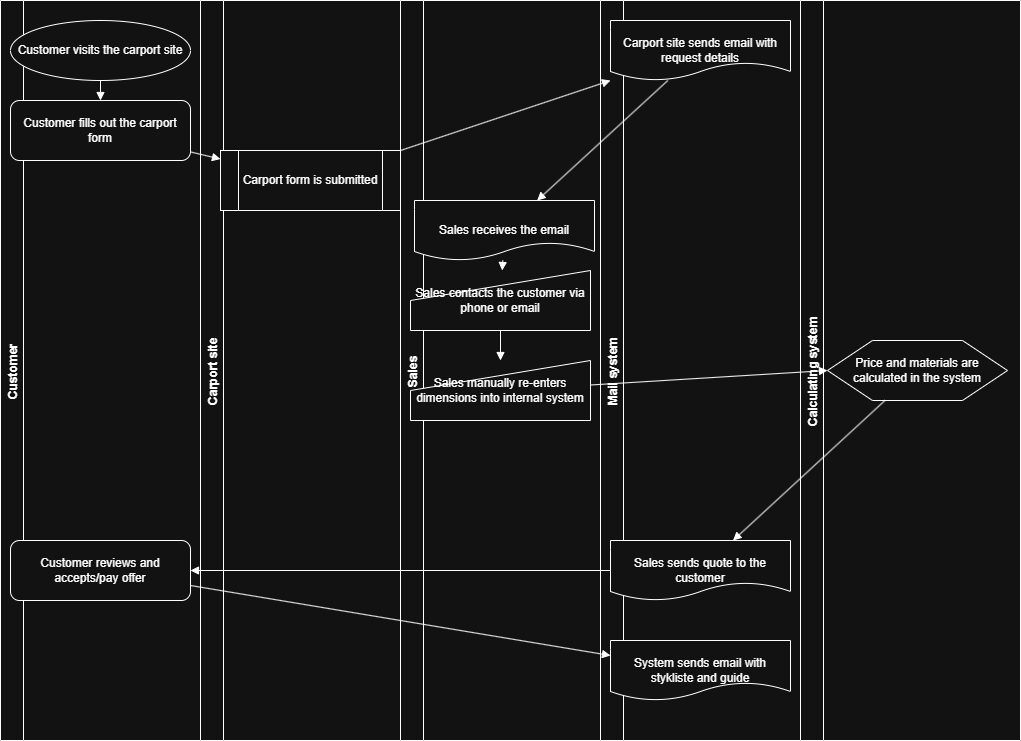 Customer visits the carport site
Customer fills out the carport
form
Carport form is submitted
Carport site sends email with
request details
Sales receives the email
Sales contacts the customer via
phone or email
Sales manually re-enters
dimensions into internal system
Price and materials are
calculated in the system
Sales sends quote to the
customer
Customer reviews and
accepts/pay offer
System sends email with
stykliste and guide
Customer
Carport site
Sales
Mail system
Calculating system